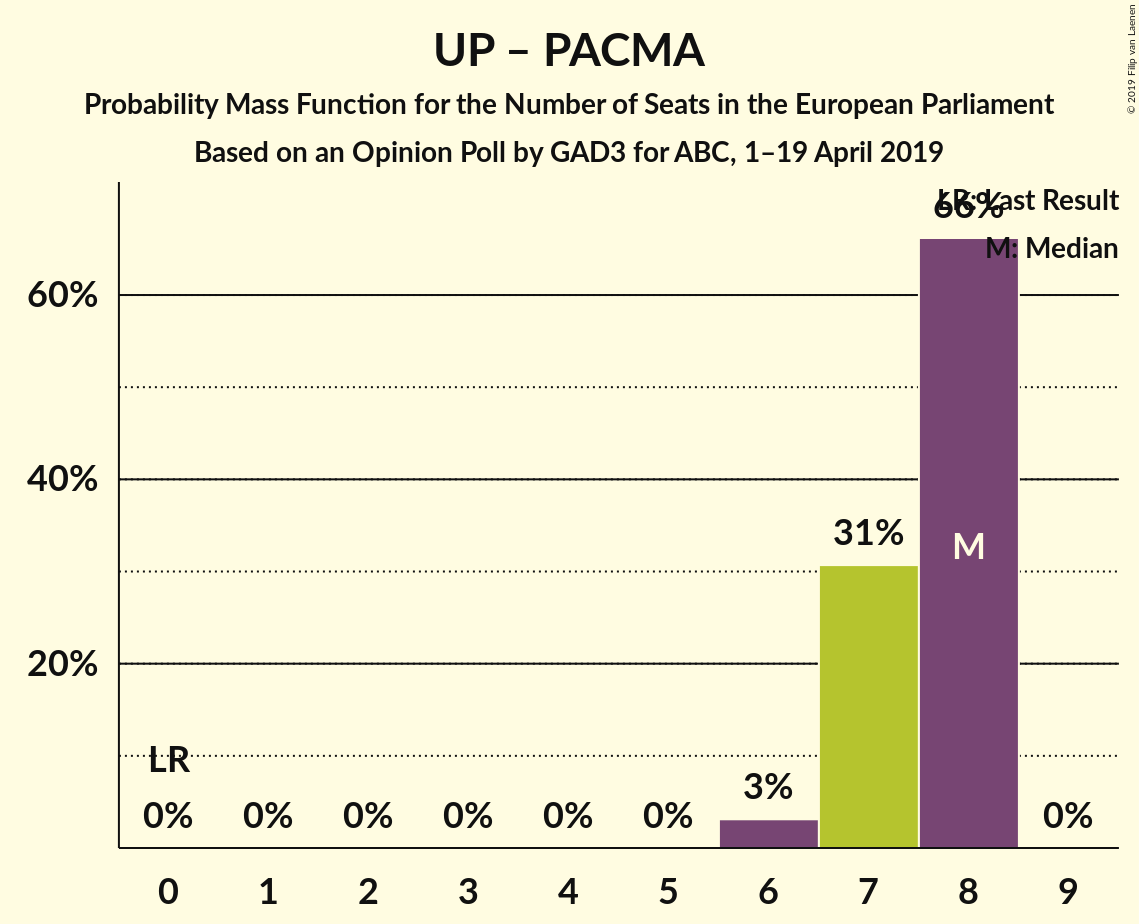 UP – PACMA
Probability Mass Function for the Number of Seats in the European Parliament
Based on an Opinion Poll by GAD3 for ABC, 1–19 April 2019
© 2019 Filip van Laenen
LR: Last Result
66%
M: Median
60%
40%
31%
M
20%
LR
3%
0% 0% 0% 0% 0% 0% 0%
0 1 2 3 4 5 6 7 8 9